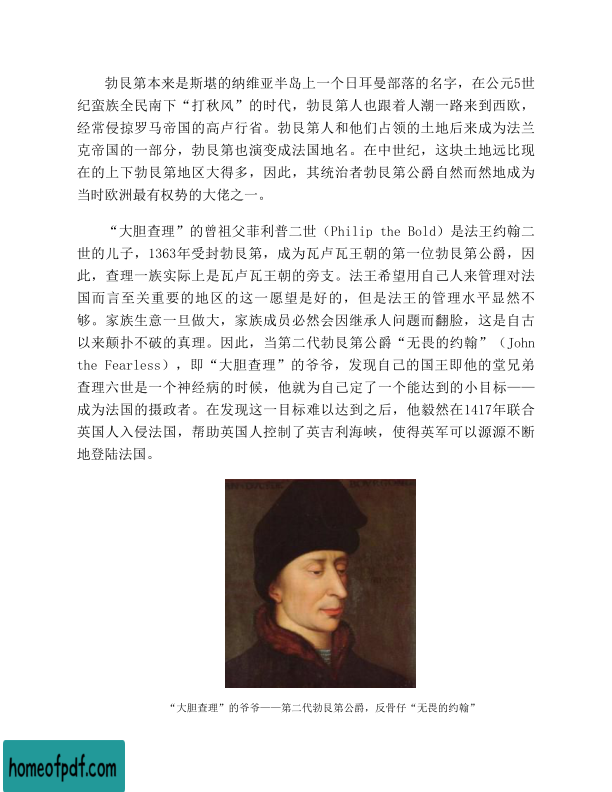 勃艮第本来是斯堪的纳维亚半岛上一个日耳曼部落的名字，在公元5世
纪蛮族全民南下“打秋风”的时代，勃艮第人也跟着人潮一路来到西欧，
经常侵掠罗马帝国的高卢行省。勃艮第人和他们占领的土地后来成为法兰
克帝国的一部分，勃艮第也演变成法国地名。在中世纪，这块土地远比现
在的上下勃艮第地区大得多，因此，其统治者勃艮第公爵自然而然地成为
当时欧洲最有权势的大佬之一。
“大胆查理”的曾祖父菲利普二世（Philip the Bold）是法王约翰二
世的儿子，1363年受封勃艮第，成为瓦卢瓦王朝的第一位勃艮第公爵，因
此，查理一族实际上是瓦卢瓦王朝的旁支。法王希望用自己人来管理对法
国而言至关重要的地区的这一愿望是好的，但是法王的管理水平显然不
够。家族生意一旦做大，家族成员必然会因继承人问题而翻脸，这是自古
以来颠扑不破的真理。因此，当第二代勃艮第公爵“无畏的约翰”（John
the Fearless），即“大胆查理”的爷爷，发现自己的国王即他的堂兄弟
查理六世是一个神经病的时候，他就为自己定了一个能达到的小目标——
成为法国的摄政者。在发现这一目标难以达到之后，他毅然在1417年联合
英国人入侵法国，帮助英国人控制了英吉利海峡，使得英军可以源源不断
地登陆法国。
“大胆查理”的爷爷——第二代勃艮第公爵，反骨仔“无畏的约翰”
homeofpdf.com